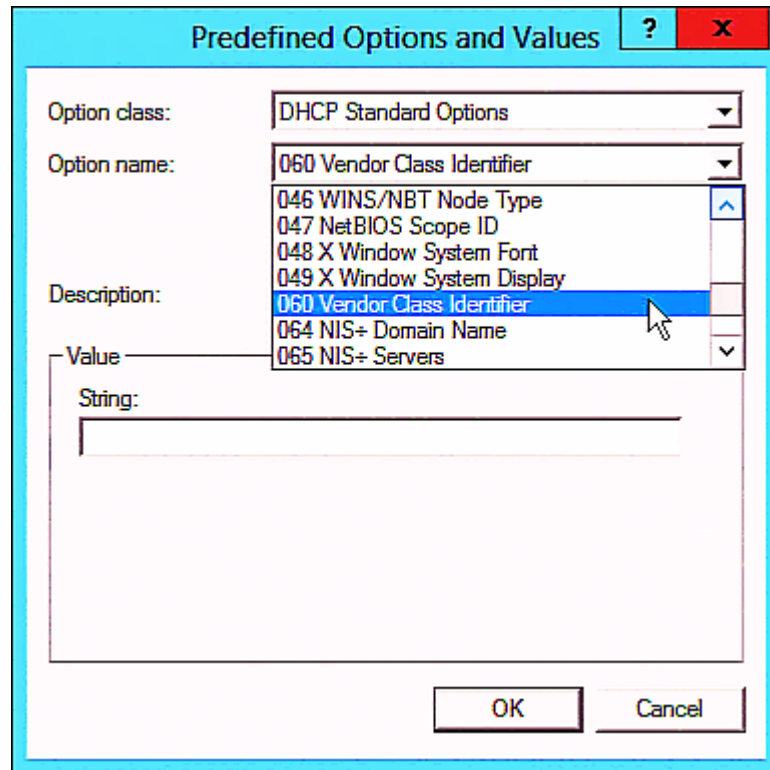 Predefined Options and Values ? x
Option class: DHCP Standard Options
Option name: 060 Vendor Class Identifier
046 WINS/NBT Node Type
047 NetBIOS Scope ID
048 X Window System Font
049 X Window System Display
Description: 060 Vendor Class Identifier
064 NIS+ Domain Name
Value 065 NIS+ Servers
String:
OK Cancel